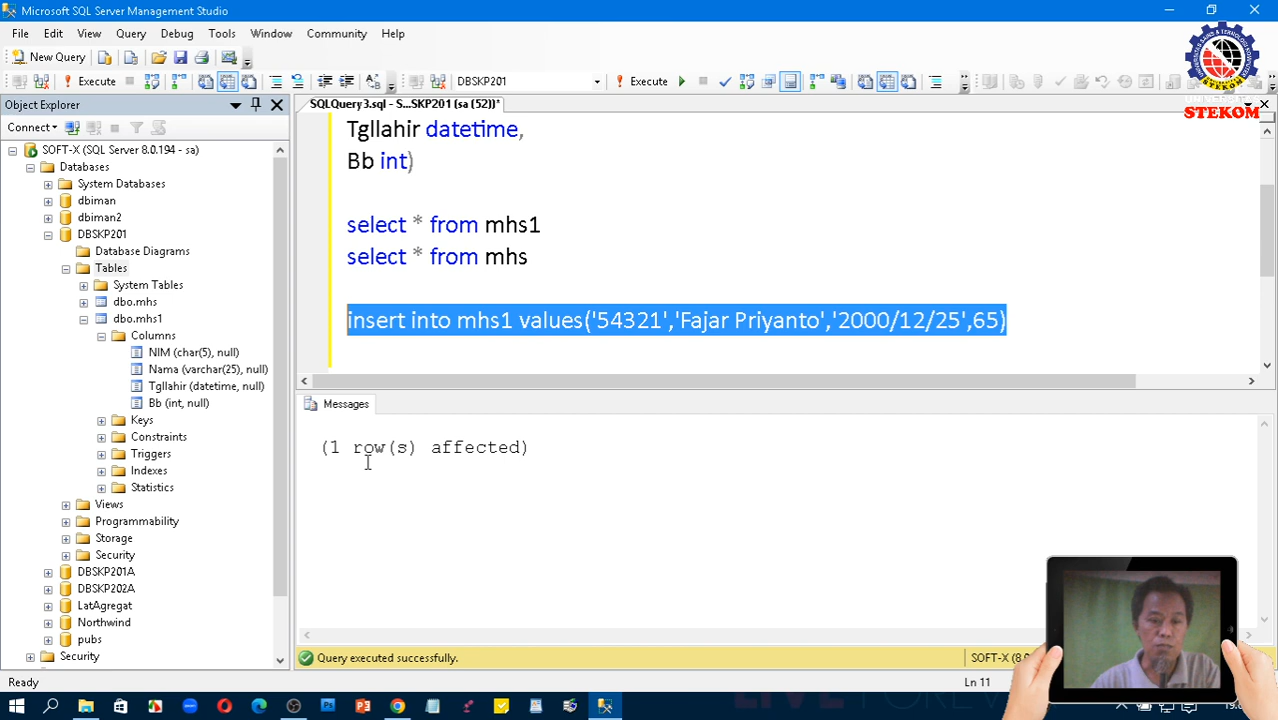 Microsoft SQL Server Management Studio
File Edit View Query Debug Tools Window Community Help
New Query
Execute DBSKP201 Execute
STEKOM
Object Explorer
SQLQuery3.sql - S...SKP201 (sa (52))*
Connect
SOFT-X (SQL Server 8.0.194 - sa)
Databases
System Databases
dbiman
dbiman2
DBSKP201
Database Diagrams
Tables
System Tables
dbo.mhs
dbo.mhs1
Columns
NIM (char(5), null)
Nama (varchar(25), null)
Tgllahir (datetime, null)
Bb (int, null)
Keys
Constraints
Triggers
Indexes
Statistics
Views
Programmability
Storage
Security
DBSKP201A
DBSKP202A
LatAgregat
Northwind
pubs
Security
Tgllahir datetime,
Bb int)
select * from mhs1
select * from mhs
insert into mhs1 values('54321','Fajar Priyanto','2000/12/25',65)
Messages
(1 row(s) affected)
Query executed successfully.
SOFT-X (8.0
Ready
Ln 11